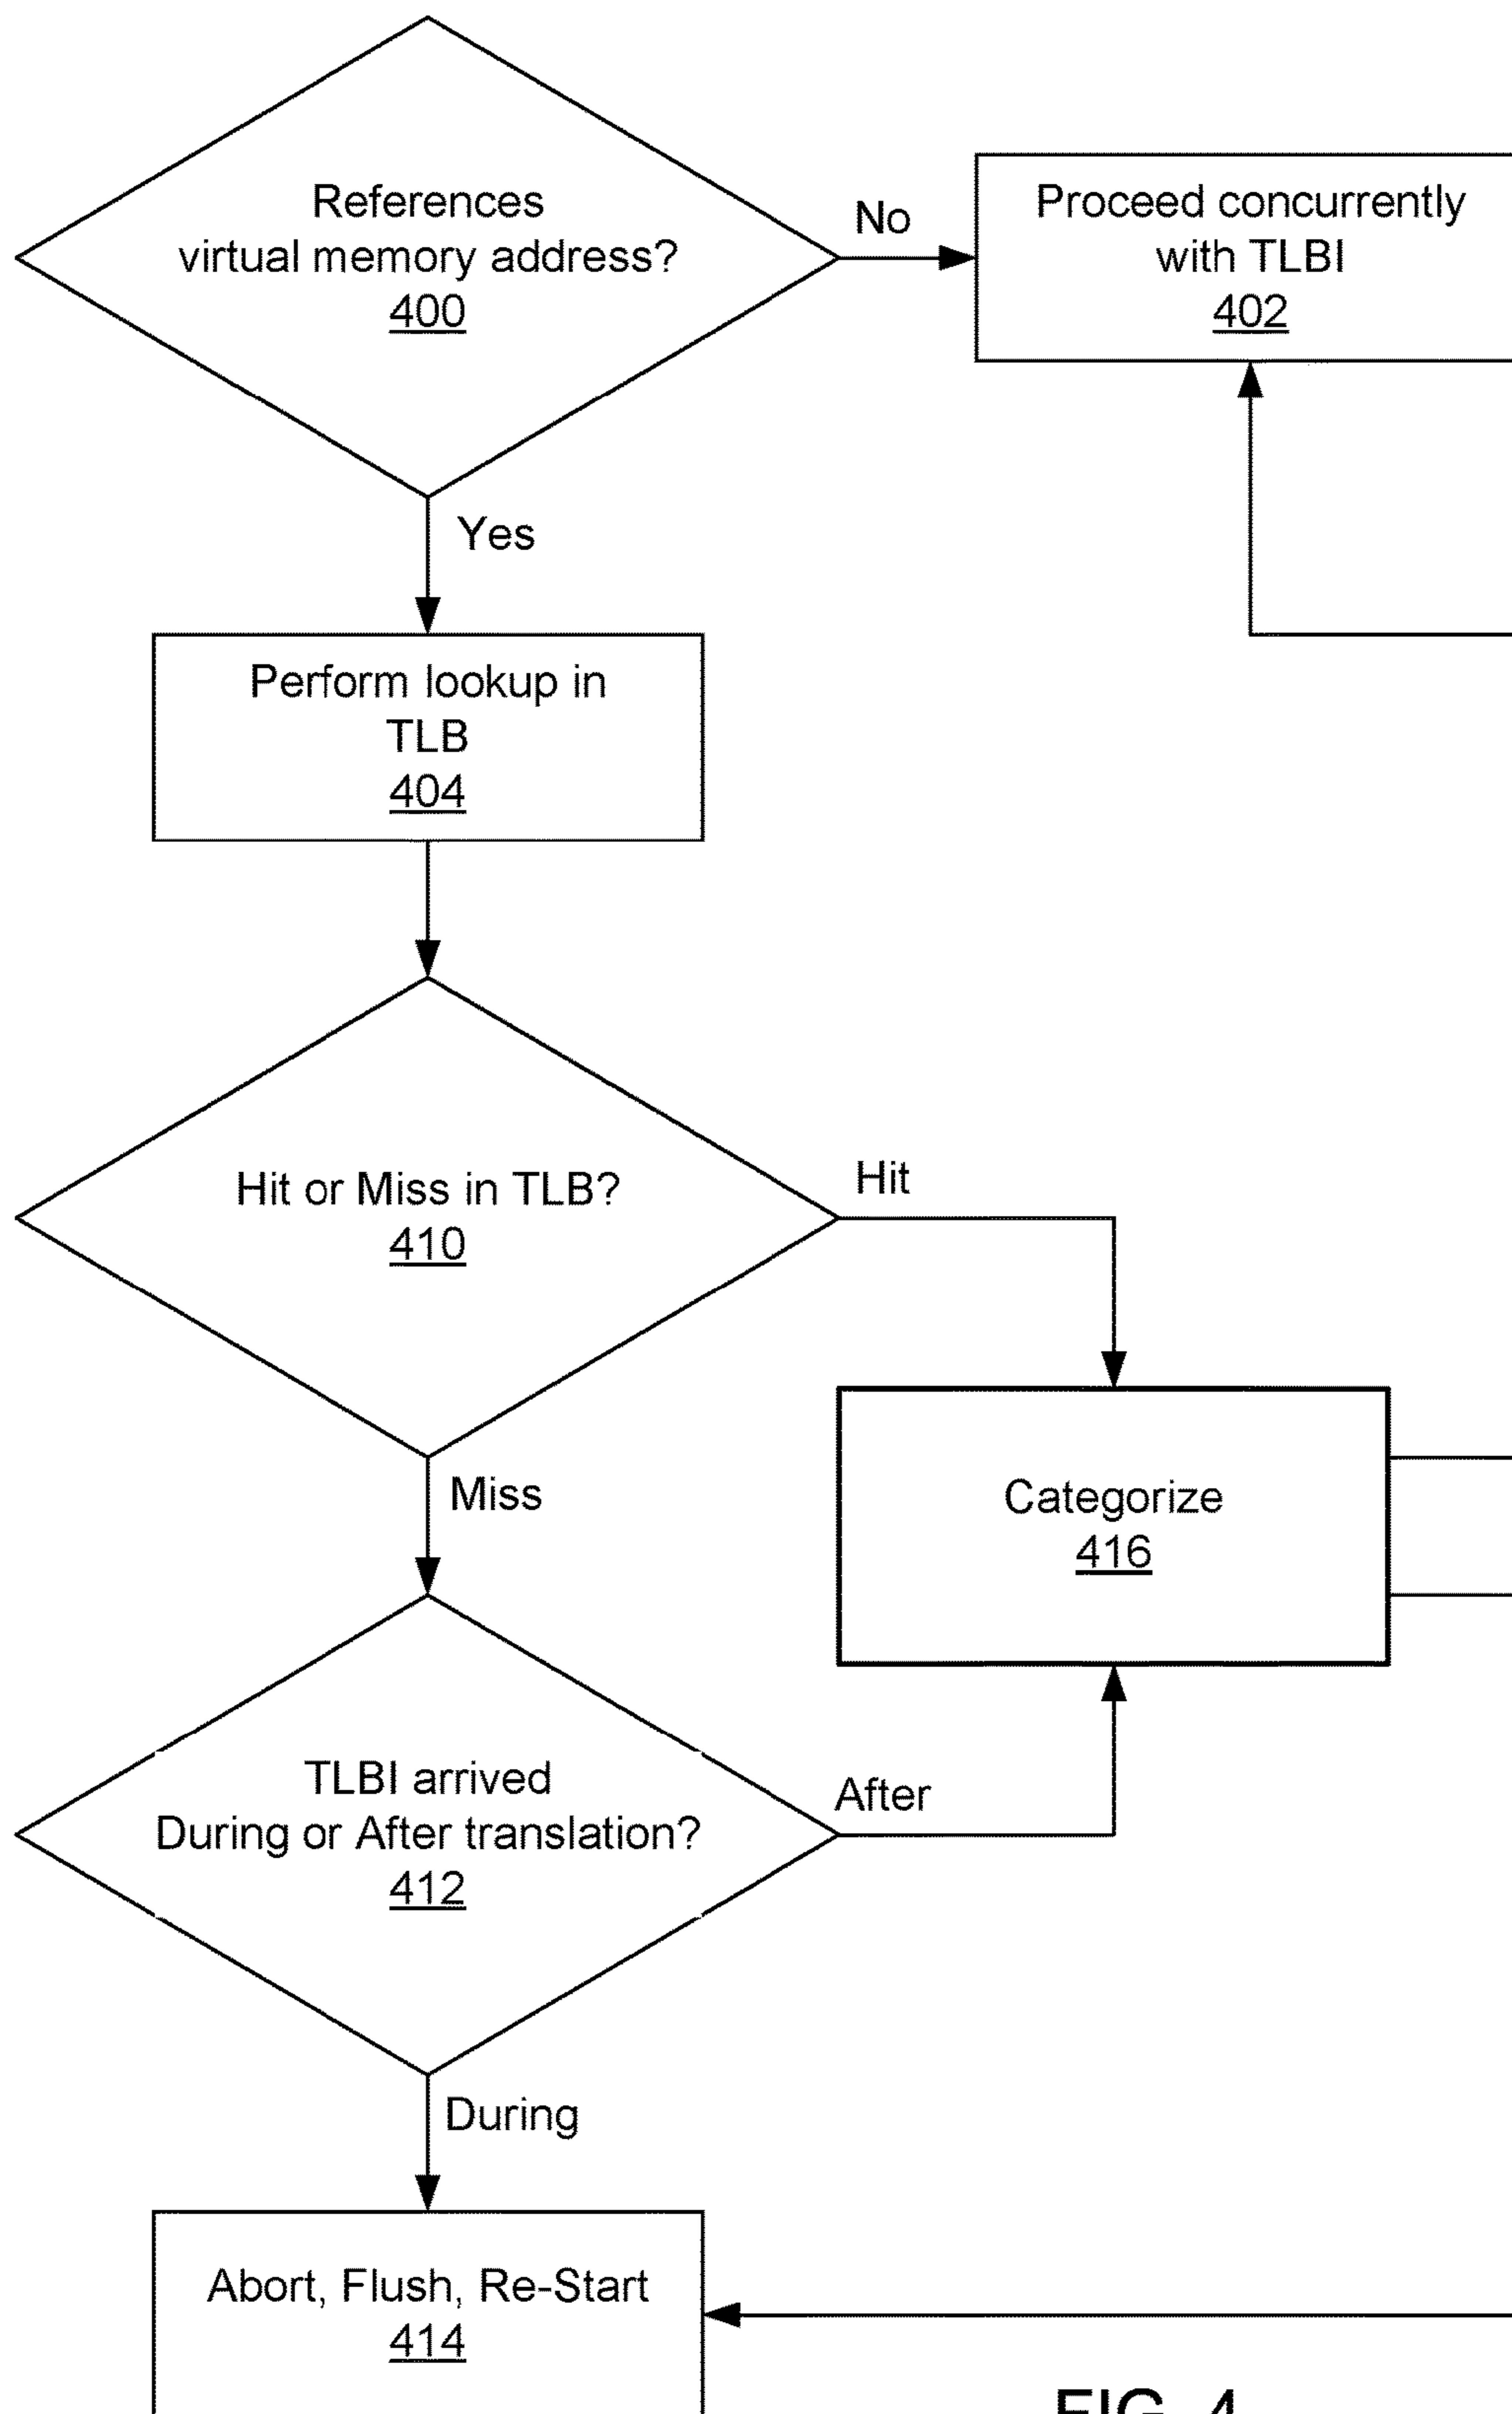 References
virtual memory address?
400
No
Proceed concurrently
with TLBI
402
Yes
Perform lookup in
TLB
404
Hit or Miss in TLB?
410
Hit
Miss
Categorize
416
TLBI arrived
During or After translation?
412
After
During
Abort, Flush, Re-Start
414
FIG. 4